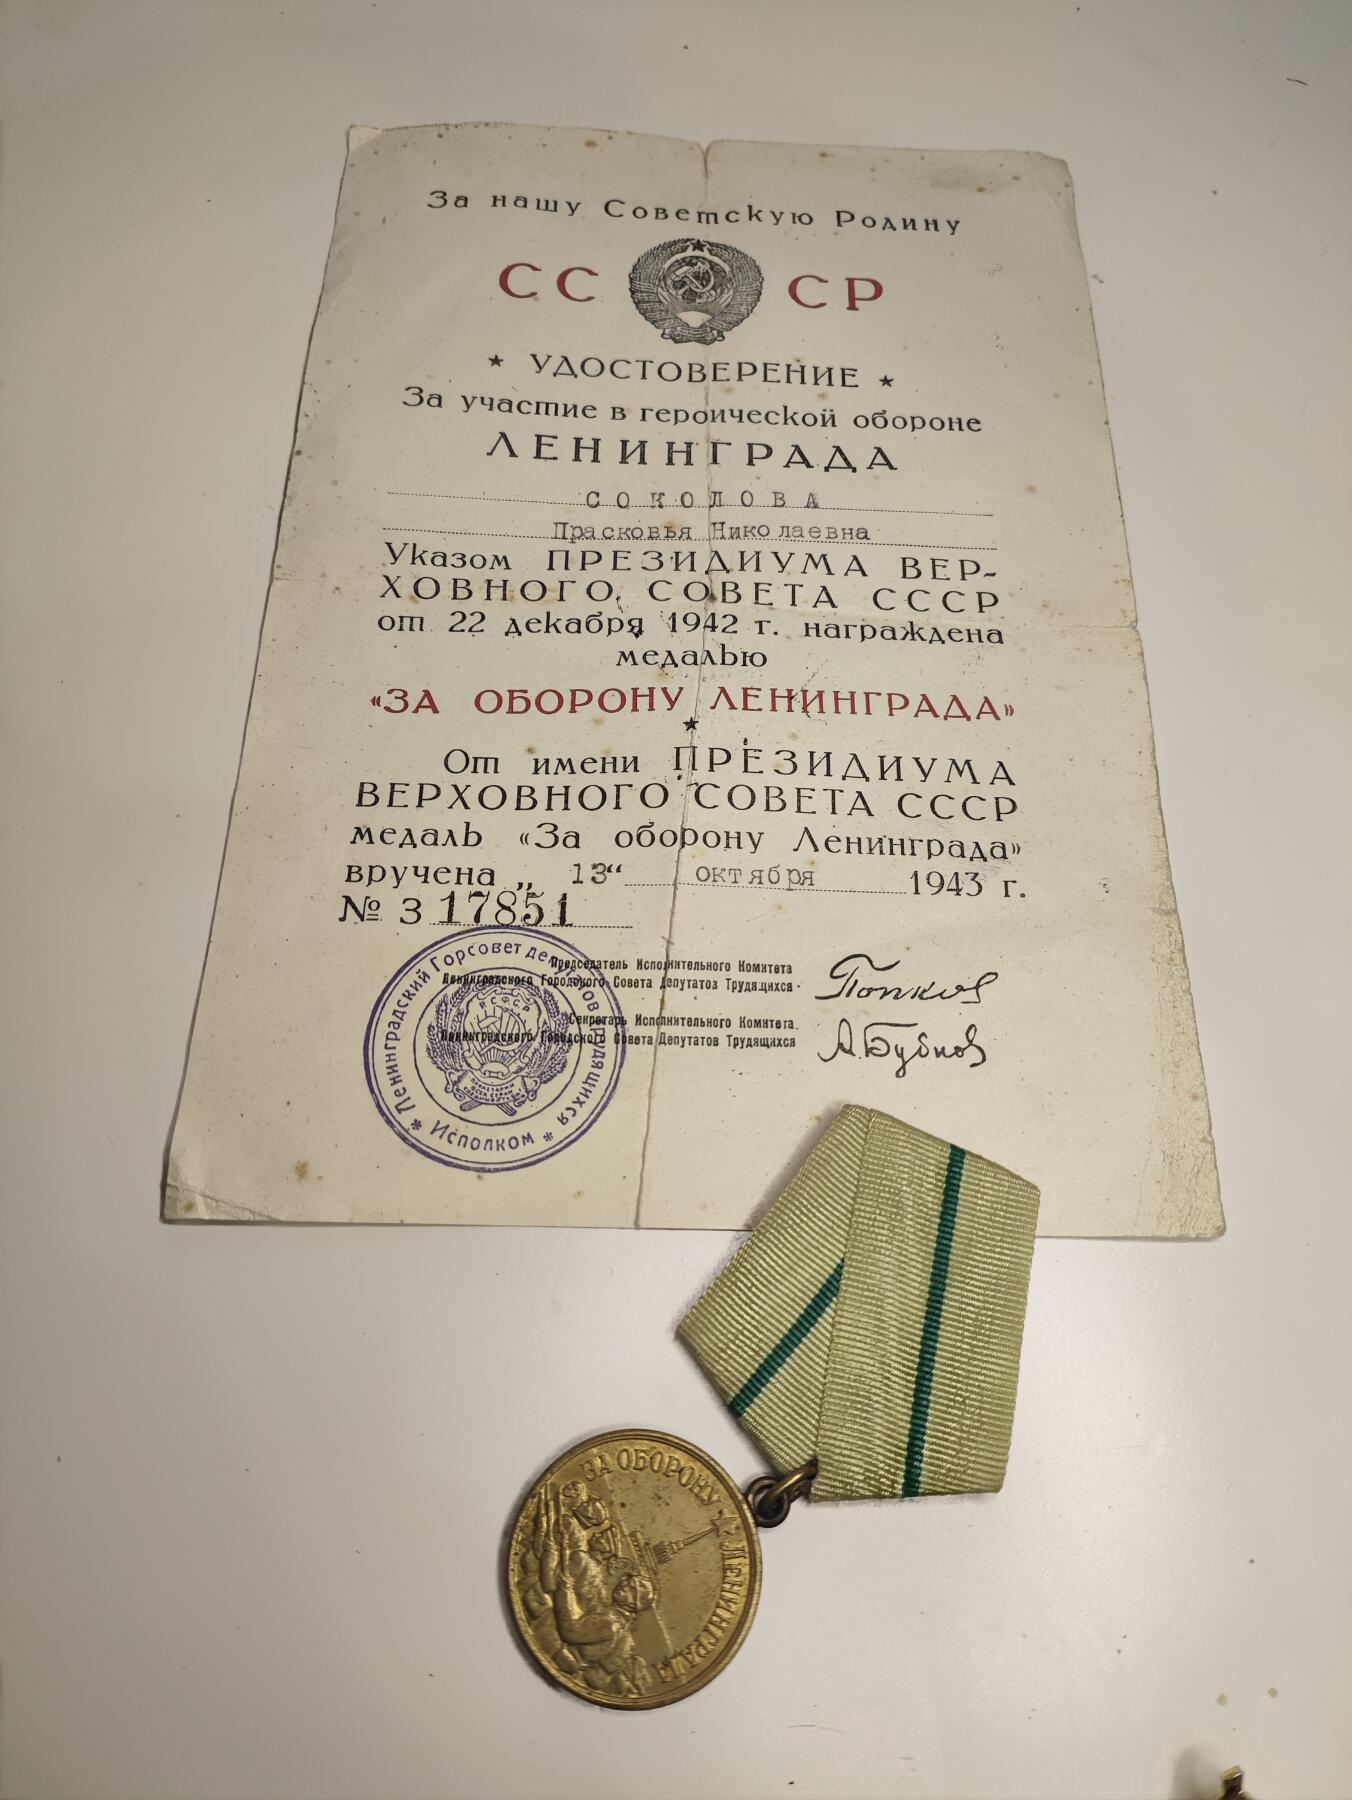 За нашу Советскую Родину
СС СР
★ УДОСТОВЕРЕНИЕ ★
За участие в героической обороне
ЛЕНИНГРАДА
СОКОЛОВА
Прасковья Николаевна
Указом ПРЕЗИДИУМА ВЕР-
ХОВНОГО СОВЕТА СССР
от 22 декабря 1942 г. награждена
медалью
«ЗА ОБОРОНУ ЛЕНИНГРАДА»
★
От имени ПРЕЗИДИУМА
ВЕРХОВНОГО СОВЕТА СССР
медаль «За оборону Ленинграда»
вручена „ 13“ октября 1943 г.
№ З 17851
Председатель Исполнительного Комитета
Ленинградского Городского Совета Депутатов Трудящихся
Попков
Секретарь Исполнительного Комитета
Ленинградского Городского Совета Депутатов Трудящихся
А.Бубнов
Ленинградский Горсовет депутатов трудящихся * Исполком *
Р.С.Ф.С.Р.
ЗА ОБОРОНУ ★ ЛЕНИНГРАДА